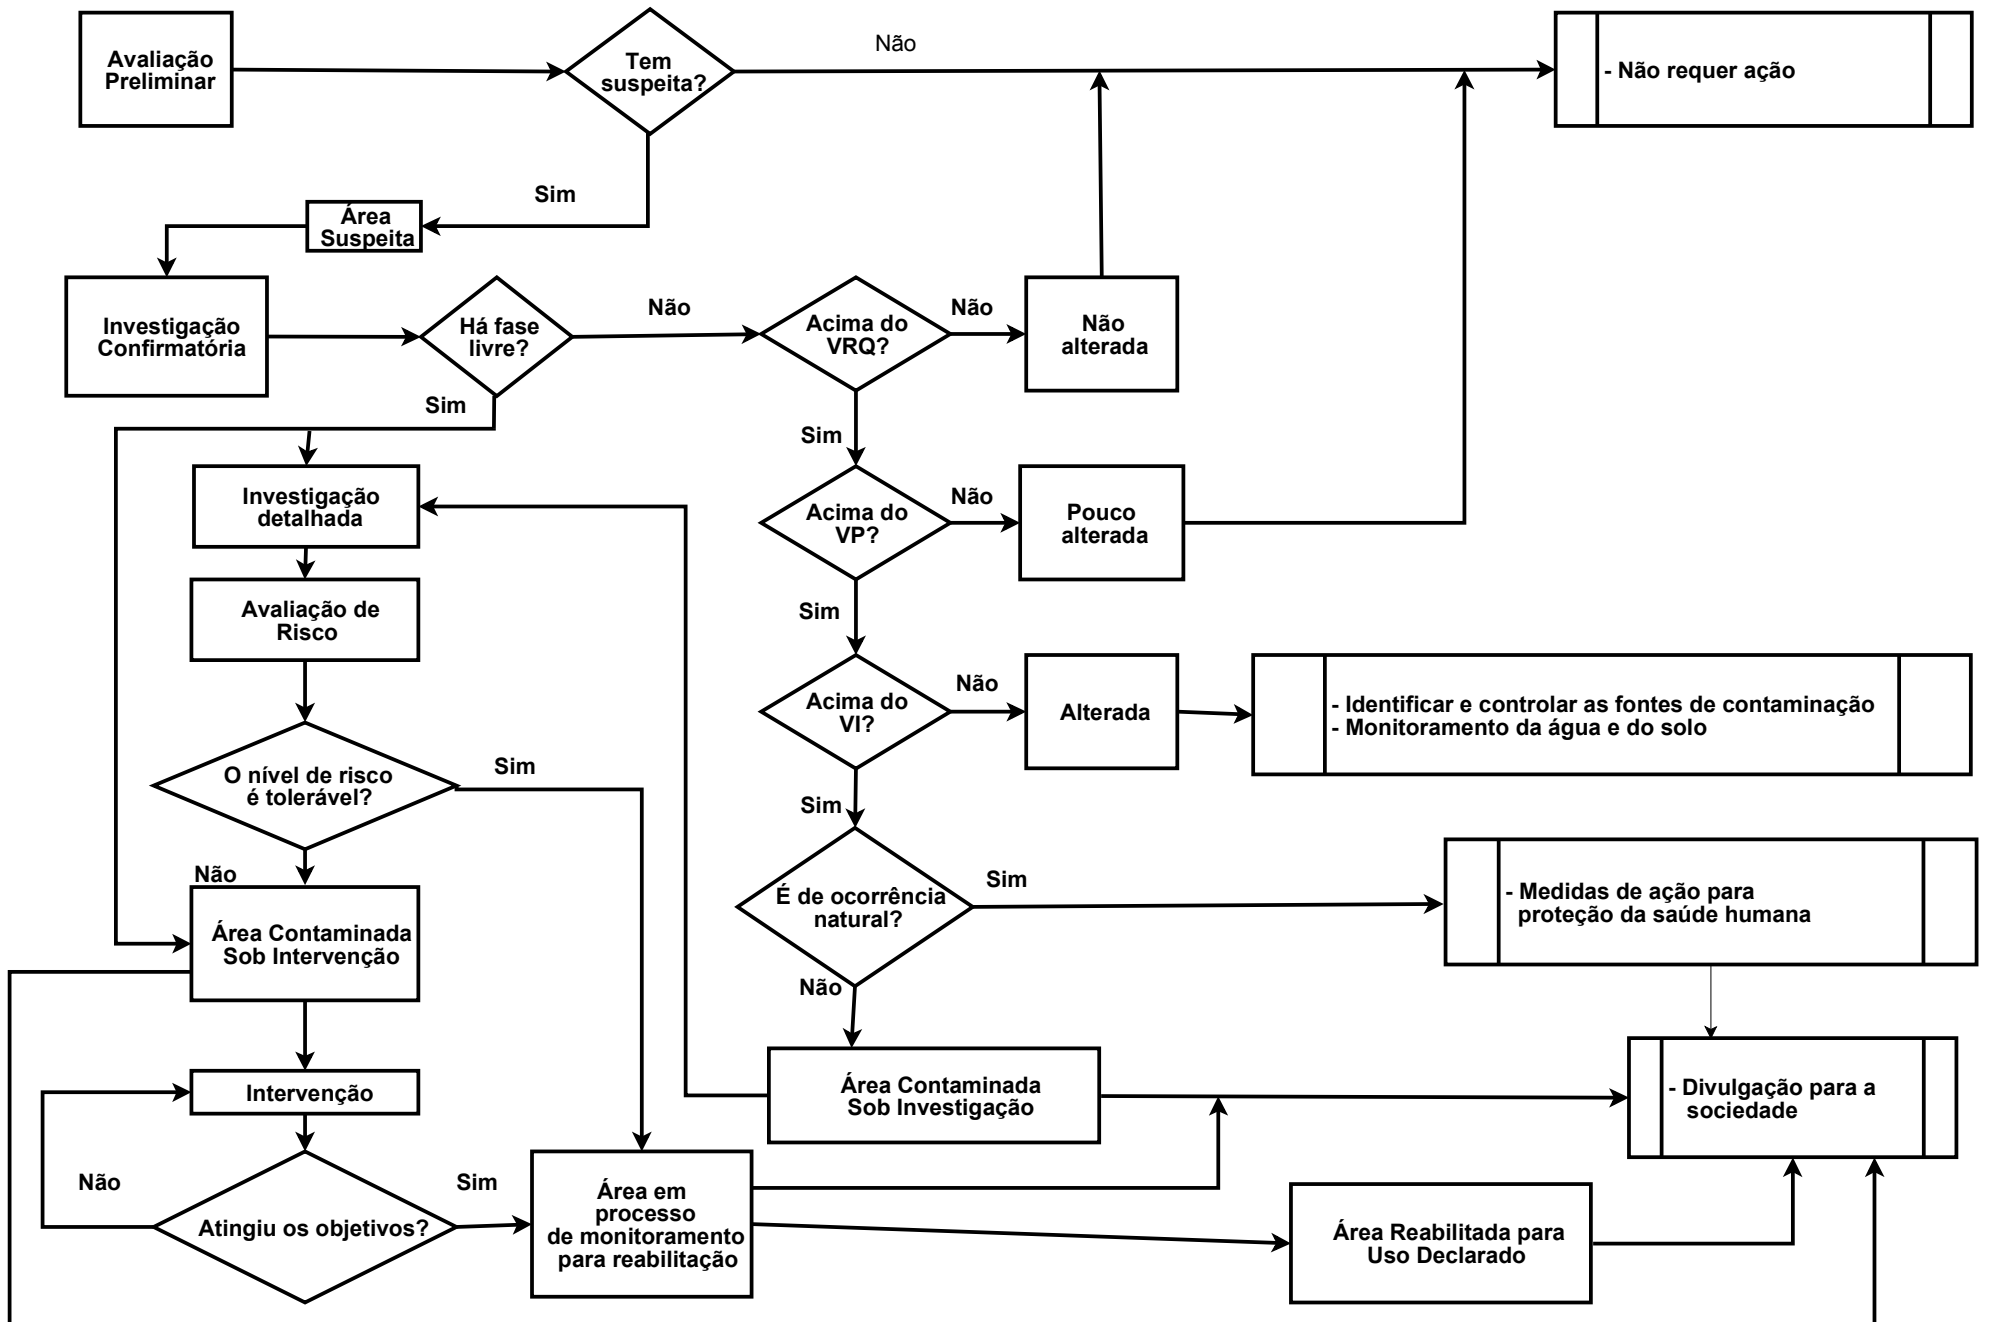 Avaliação
Preliminar
Tem
suspeita?
Não
- Não requer ação
Sim
Área
Suspeita
Investigação
Confirmatória
Há fase
livre?
Não
Acima do
VRQ?
Não
Não
alterada
Sim
Sim
Investigação
detalhada
Acima do
VP?
Não
Pouco
alterada
Avaliação de
Risco
Sim
Acima do
VI?
Não
Alterada
- Identificar e controlar as fontes de contaminação
- Monitoramento da água e do solo
O nível de risco
é tolerável?
Sim
Sim
Não
É de ocorrência
natural?
Sim
- Medidas de ação para
proteção da saúde humana
Área Contaminada
Sob Intervenção
Não
Intervenção
Área Contaminada
Sob Investigação
- Divulgação para a
sociedade
Não
Atingiu os objetivos?
Sim
Área em
processo
de monitoramento
para reabilitação
Área Reabilitada para
Uso Declarado